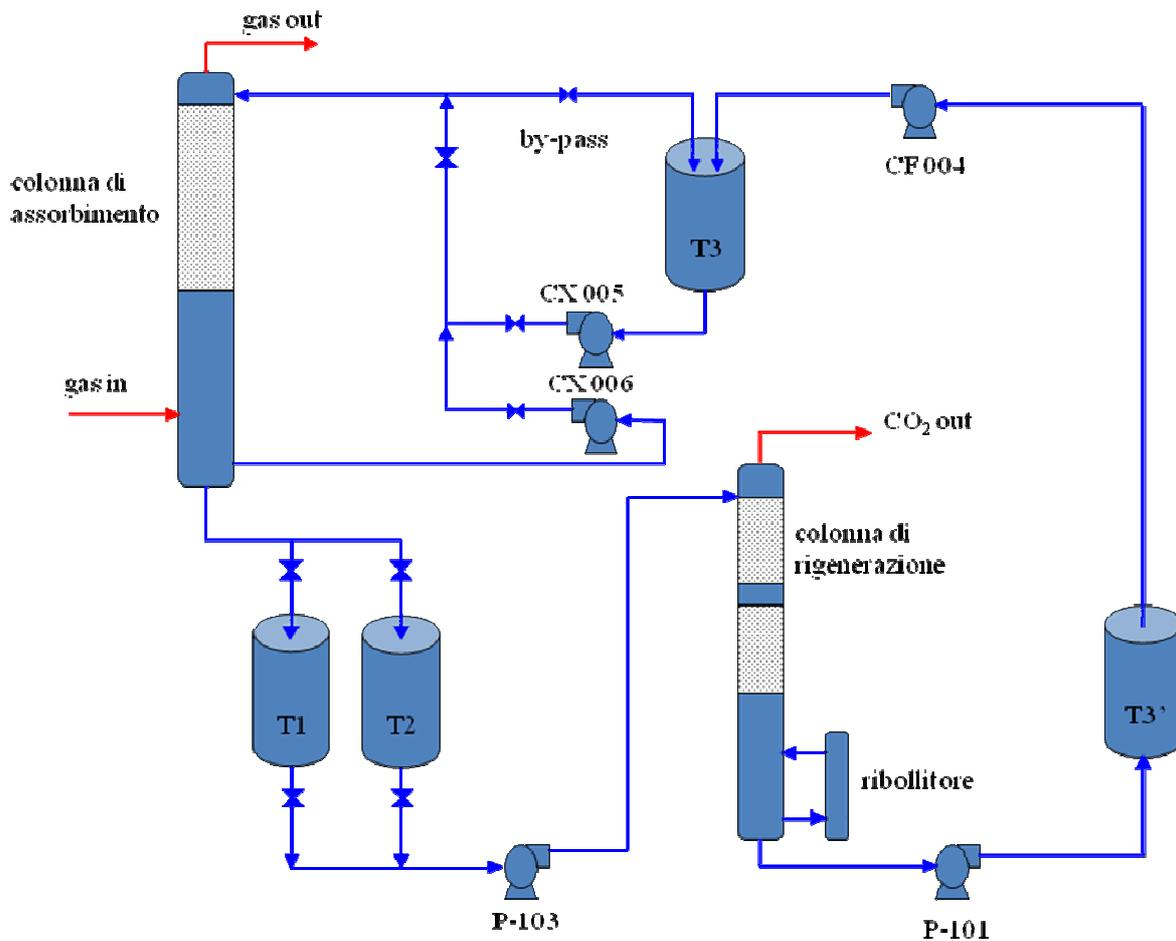 gas out
by-pass
CF 004
colonna di
assorbimento
T3
CX 005
gas in
CX 006
CO₂ out
colonna di
rigenerazione
T1
T2
T3'
ribollitore
P-103
P-101